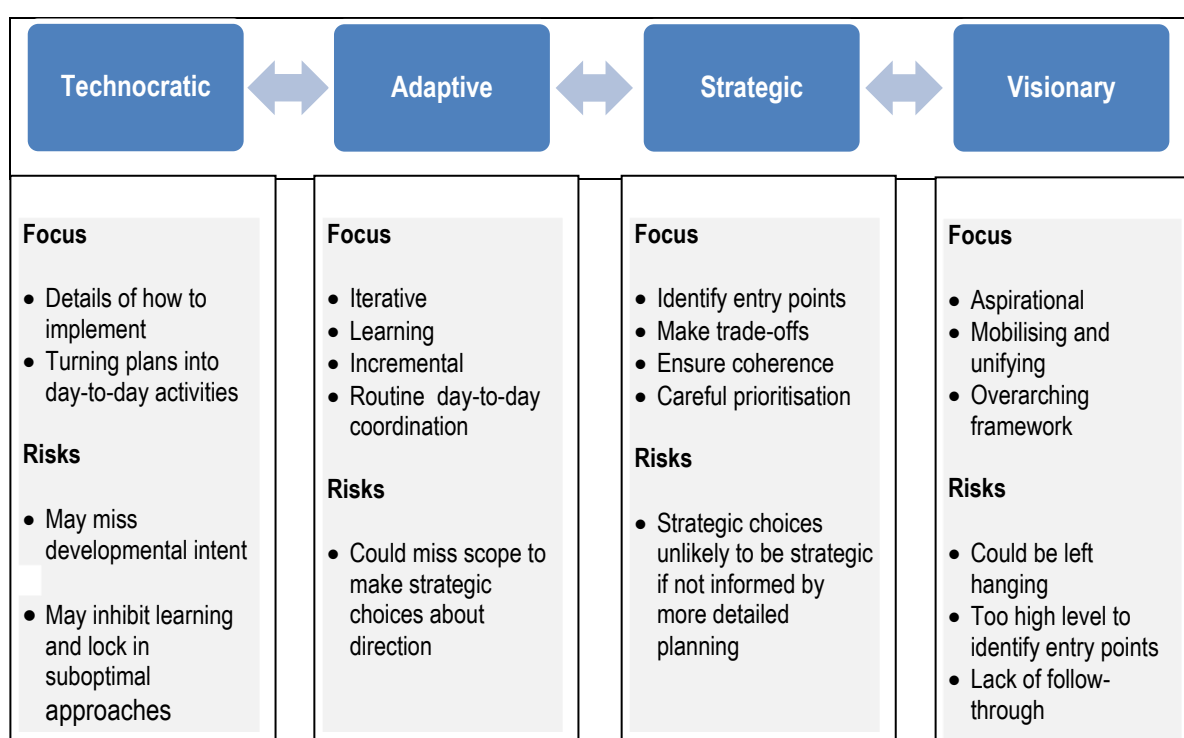 Technocratic
Adaptive
Strategic
Visionary
Focus
• Details of how to
implement
• Turning plans into
day-to-day activities
Risks
• May miss
developmental intent
• May inhibit learning
and lock in
suboptimal
approaches
Focus
• Iterative
• Learning
• Incremental
• Routine day-to-day
coordination
Risks
• Could miss scope to
make strategic
choices about
direction
Focus
• Identify entry points
• Make trade-offs
• Ensure coherence
• Careful prioritisation
Risks
• Strategic choices
unlikely to be strategic
if not informed by
more detailed
planning
Focus
• Aspirational
• Mobilising and
unifying
• Overarching
framework
Risks
• Could be left
hanging
• Too high level to
identify entry points
• Lack of follow-
through